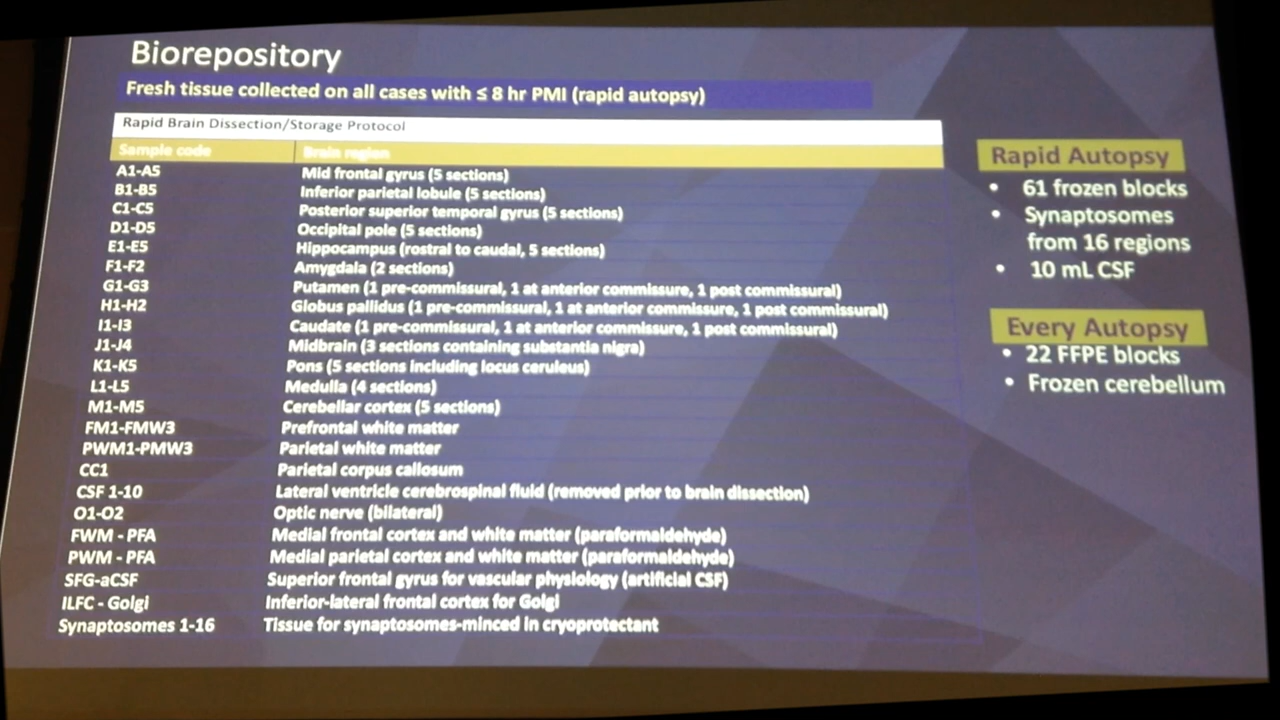 Biorepository
Fresh tissue collected on all cases with ≤ 8 hr PMI (rapid autopsy)
Rapid Brain Dissection/Storage Protocol
Sample code Brain region
A1-A5 Mid frontal gyrus (5 sections)
B1-B5 Inferior parietal lobule (5 sections)
C1-C5 Posterior superior temporal gyrus (5 sections)
D1-D5 Occipital pole (5 sections)
E1-E5 Hippocampus (rostral to caudal, 5 sections)
F1-F2 Amygdala (2 sections)
G1-G3 Putamen (1 pre-commissural, 1 at anterior commissure, 1 post commissural)
H1-H2 Globus pallidus (1 pre-commissural, 1 at anterior commissure, 1 post commissural)
I1-I3 Caudate (1 pre-commissural, 1 at anterior commissure, 1 post commissural)
J1-J4 Midbrain (3 sections containing substantia nigra)
K1-K5 Pons (5 sections including locus ceruleus)
L1-L5 Medulla (4 sections)
M1-M5 Cerebellar cortex (5 sections)
FM1-FMW3 Prefrontal white matter
PWM1-PMW3 Parietal white matter
CC1 Parietal corpus callosum
CSF 1-10 Lateral ventricle cerebrospinal fluid (removed prior to brain dissection)
O1-O2 Optic nerve (bilateral)
FWM - PFA Medial frontal cortex and white matter (paraformaldehyde)
PWM - PFA Medial parietal cortex and white matter (paraformaldehyde)
SFG-aCSF Superior frontal gyrus for vascular physiology (artificial CSF)
ILFC - Golgi Inferior-lateral frontal cortex for Golgi
Synaptosomes 1-16 Tissue for synaptosomes-minced in cryoprotectant
Rapid Autopsy
• 61 frozen blocks
• Synaptosomes
from 16 regions
• 10 mL CSF
Every Autopsy
• 22 FFPE blocks
• Frozen cerebellum